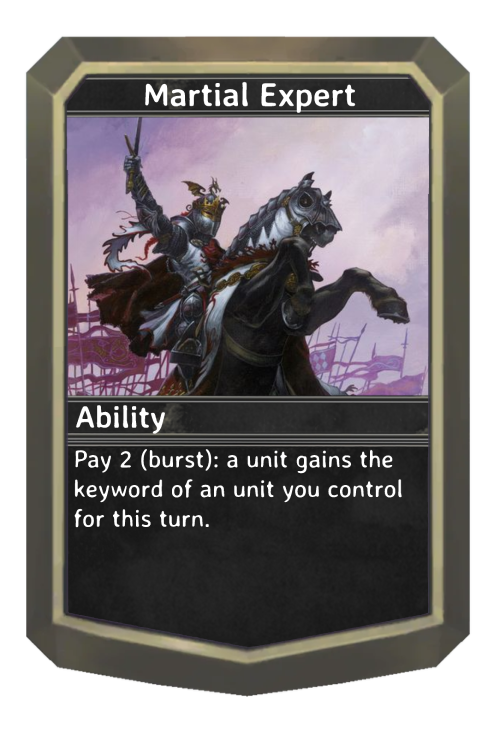 Martial Expert
Ability
Pay 2 (burst): a unit gains the
keyword of an unit you control
for this turn.